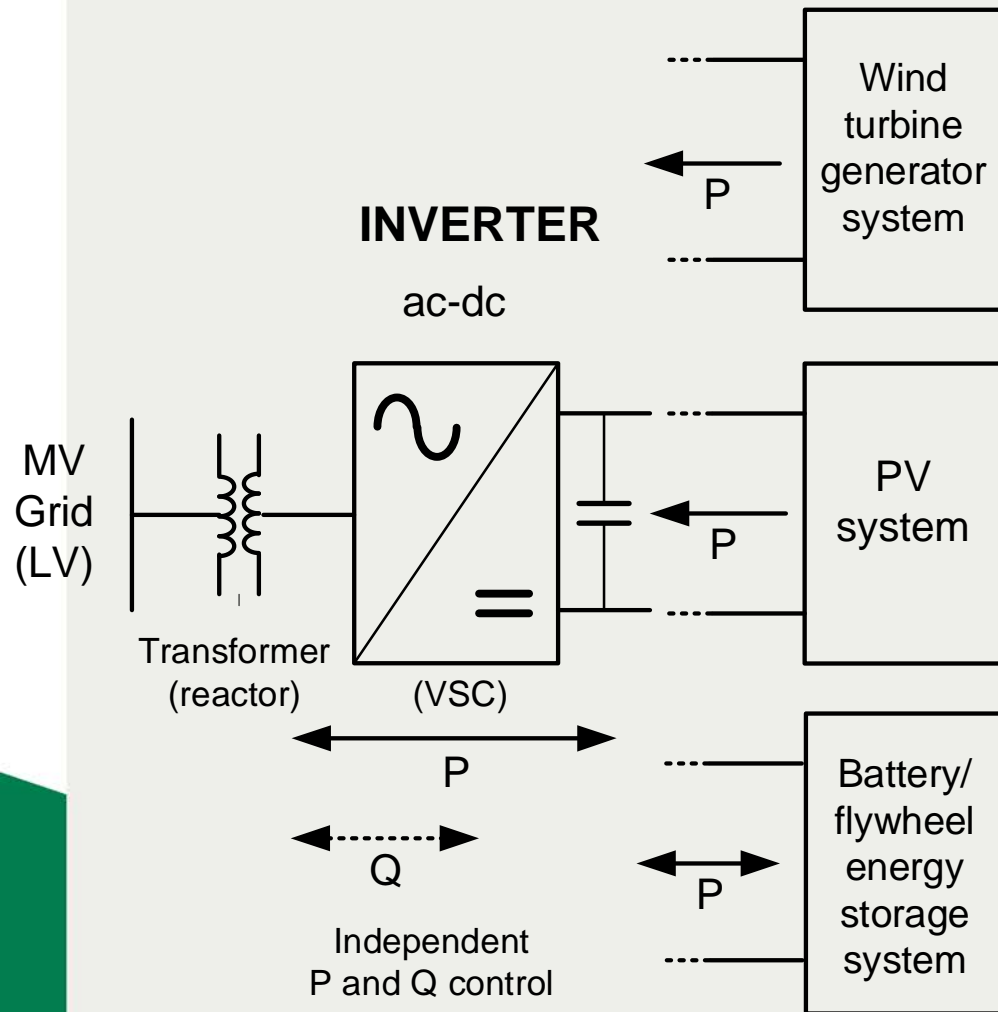 Wind
turbine
generator
system
P
INVERTER
ac-dc
MV
Grid
(LV)
Transformer
(reactor)
(VSC)
P
PV
system
P
Q
Independent
P and Q control
P
Battery/
flywheel
energy
storage
system